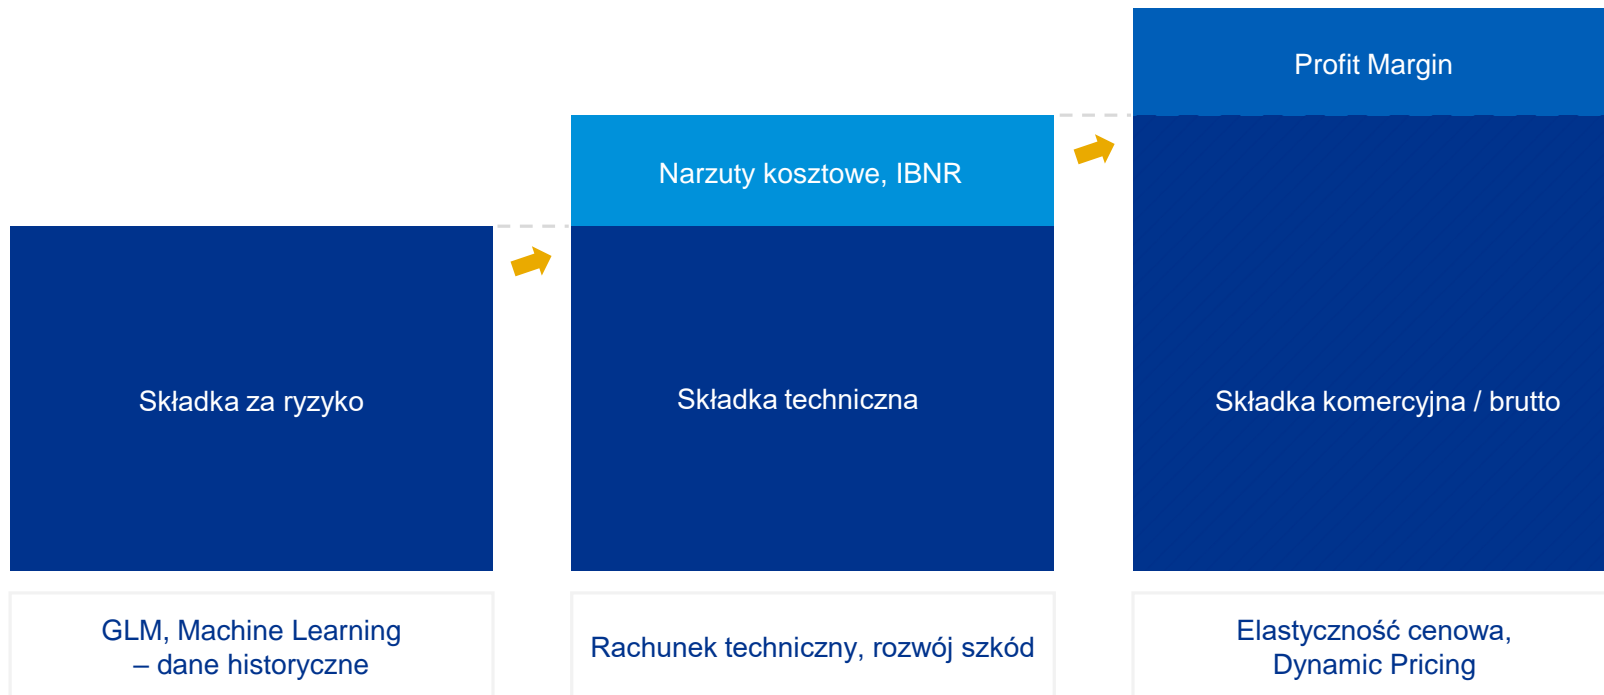 Profit Margin
Narzuty kosztowe, IBNR
Składka za ryzyko
Składka techniczna
Składka komercyjna / brutto
GLM, Machine Learning
– dane historyczne
Rachunek techniczny, rozwój szkód
Elastyczność cenowa,
Dynamic Pricing